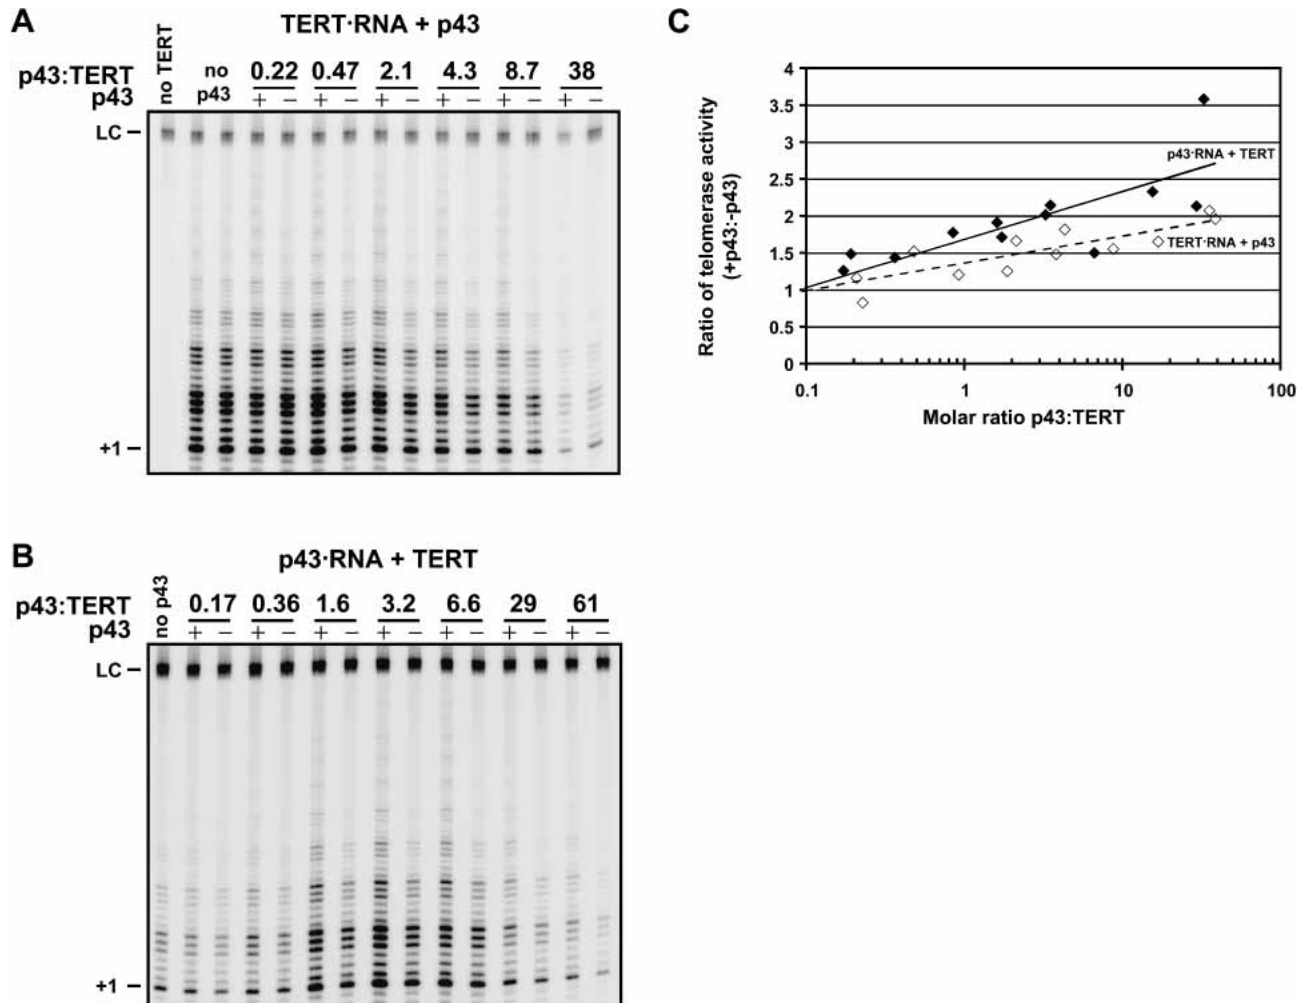 A
TERT·RNA + p43
no TERT
p43:TERT no 0.22 0.47 2.1 4.3 8.7 38
p43 p43 + − + − + − + − + − + −
LC
+1
B
p43·RNA + TERT
no p43
p43:TERT 0.17 0.36 1.6 3.2 6.6 29 61
p43 + − + − + − + − + − + − + −
LC
+1
C
Ratio of telomerase activity
(+p43:-p43)
4
3.5
3
2.5
2
1.5
1
0.5
0
p43·RNA + TERT
TERT·RNA + p43
0.1 1 10 100
Molar ratio p43:TERT